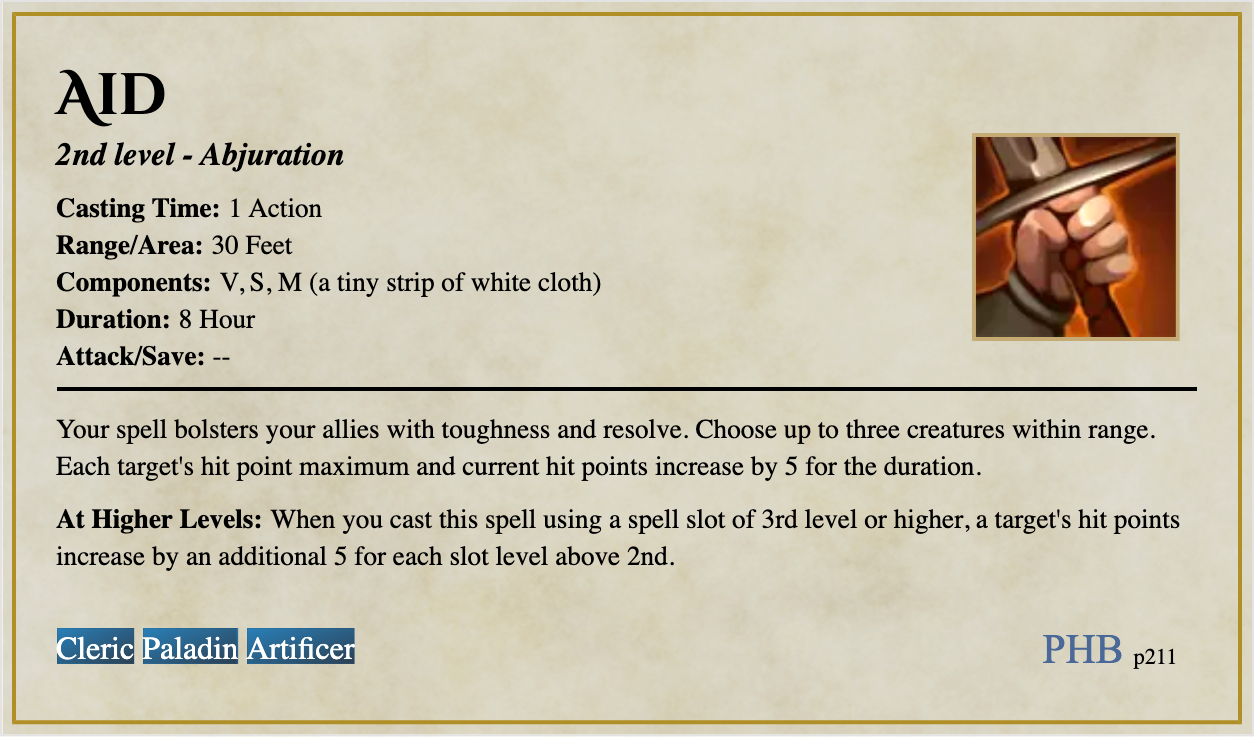 AID
2nd level - Abjuration
Casting Time: 1 Action
Range/Area: 30 Feet
Components: V, S, M (a tiny strip of white cloth)
Duration: 8 Hour
Attack/Save: --
Your spell bolsters your allies with toughness and resolve. Choose up to three creatures within range.
Each target's hit point maximum and current hit points increase by 5 for the duration.
At Higher Levels: When you cast this spell using a spell slot of 3rd level or higher, a target's hit points
increase by an additional 5 for each slot level above 2nd.
Cleric Paladin Artificer
PHB p211